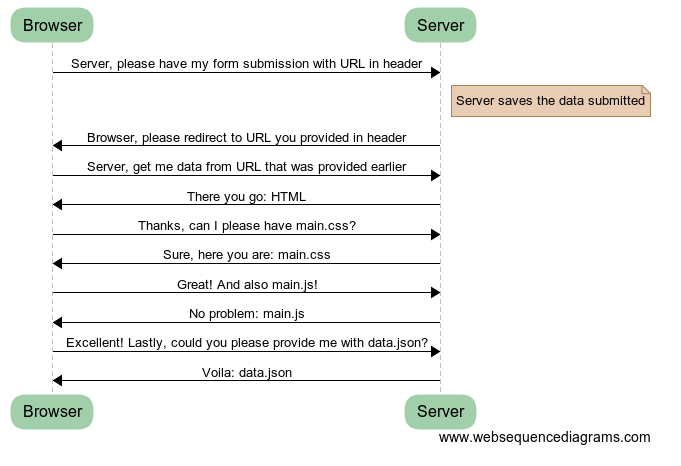 Browser Server
Server, please have my form submission with URL in header
Server saves the data submitted
Browser, please redirect to URL you provided in header
Server, get me data from URL that was provided earlier
There you go: HTML
Thanks, can I please have main.css?
Sure, here you are: main.css
Great! And also main.js!
No problem: main.js
Excellent! Lastly, could you please provide me with data.json?
Voila: data.json
Browser Server
www.websequencediagrams.com